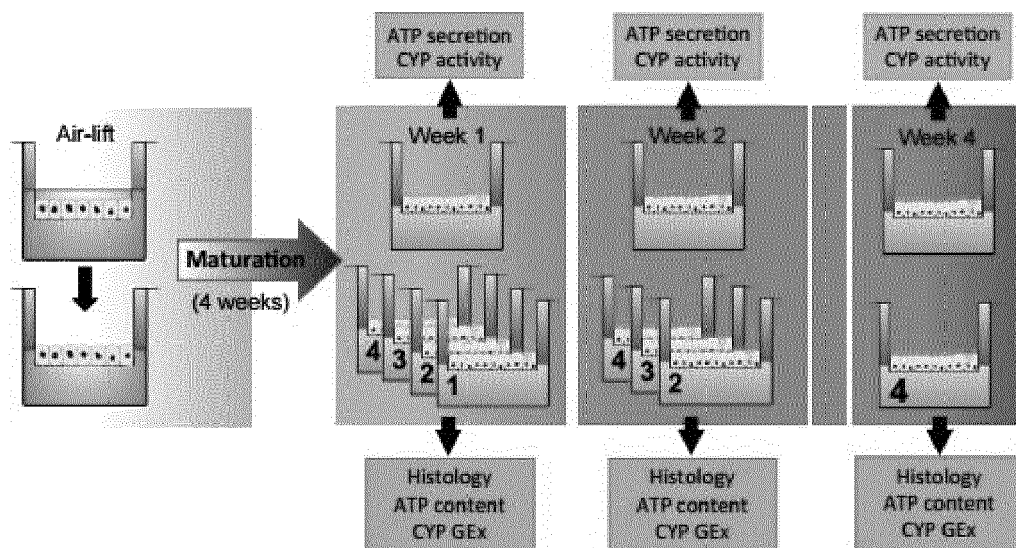 ATP secretion
CYP activity
ATP secretion
CYP activity
ATP secretion
CYP activity
Air-lift
Week 1
Week 2
Week 4
Maturation
(4 weeks)
4
3
2
1
4
3
2
4
Histology
ATP content
CYP GEx
Histology
ATP content
CYP GEx
Histology
ATP content
CYP GEx